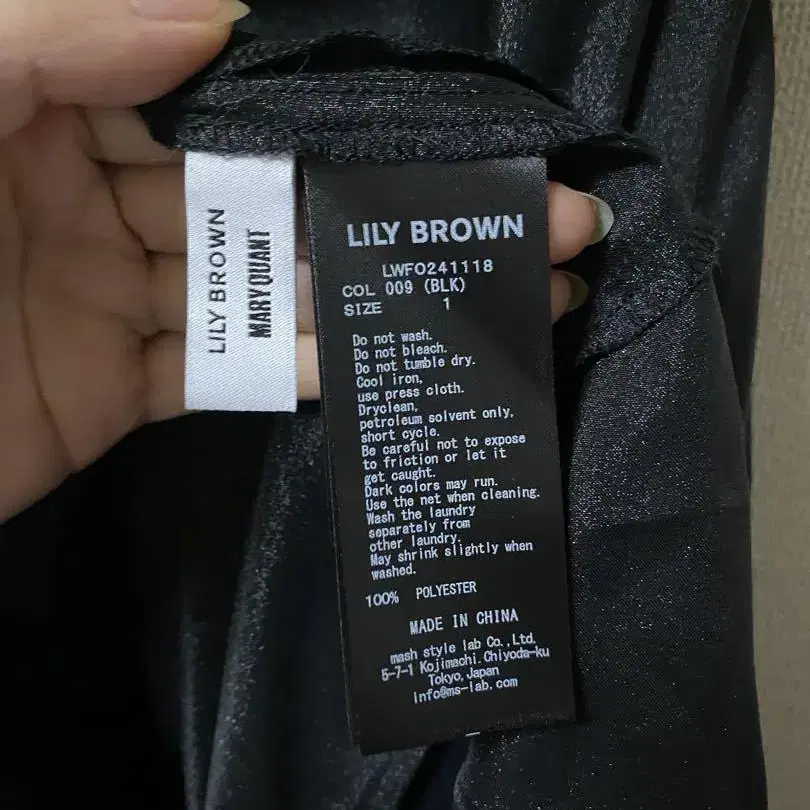 LILY BROWN
MARY QUANT
LILY BROWN
LWFO241118
COL 009 (BLK)
SIZE 1
Do not wash.
Do not bleach.
Do not tumble dry.
Cool iron,
use press cloth.
Dryclean,
petroleum solvent only,
short cycle.
Be careful not to expose
to friction or let it
get caught.
Dark colors may run.
Use the net when cleaning.
Wash the laundry
separately from
other laundry.
May shrink slightly when
washed.
100% POLYESTER
MADE IN CHINA
mash style lab Co.,Ltd.
5-7-1 Kojimachi.Chiyoda-ku
Tokyo,Japan
info@ms-lab.com